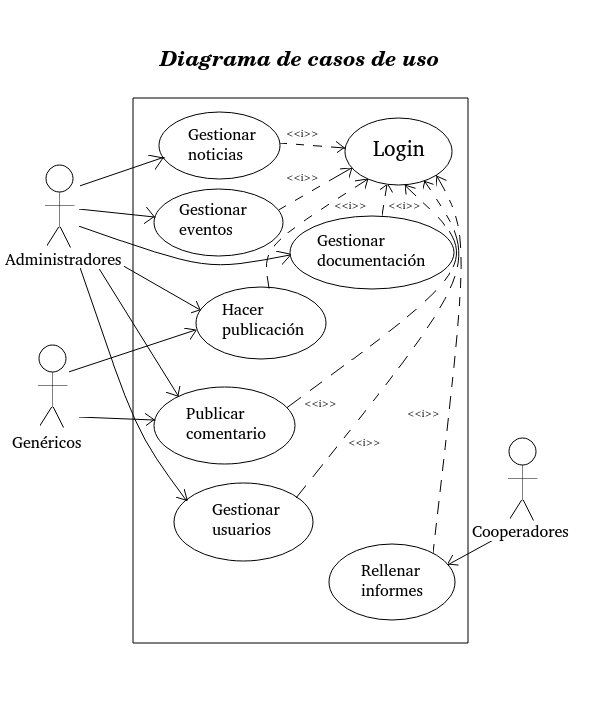 Diagrama de casos de uso
Gestionar
noticias
<<i>>
Login
<<i>>
Gestionar
eventos
<<i>>
<<i>>
Gestionar
documentación
Administradores
Hacer
publicación
Publicar
comentario
<<i>>
<<i>>
Genéricos
<<i>>
Gestionar
usuarios
Cooperadores
Rellenar
informes